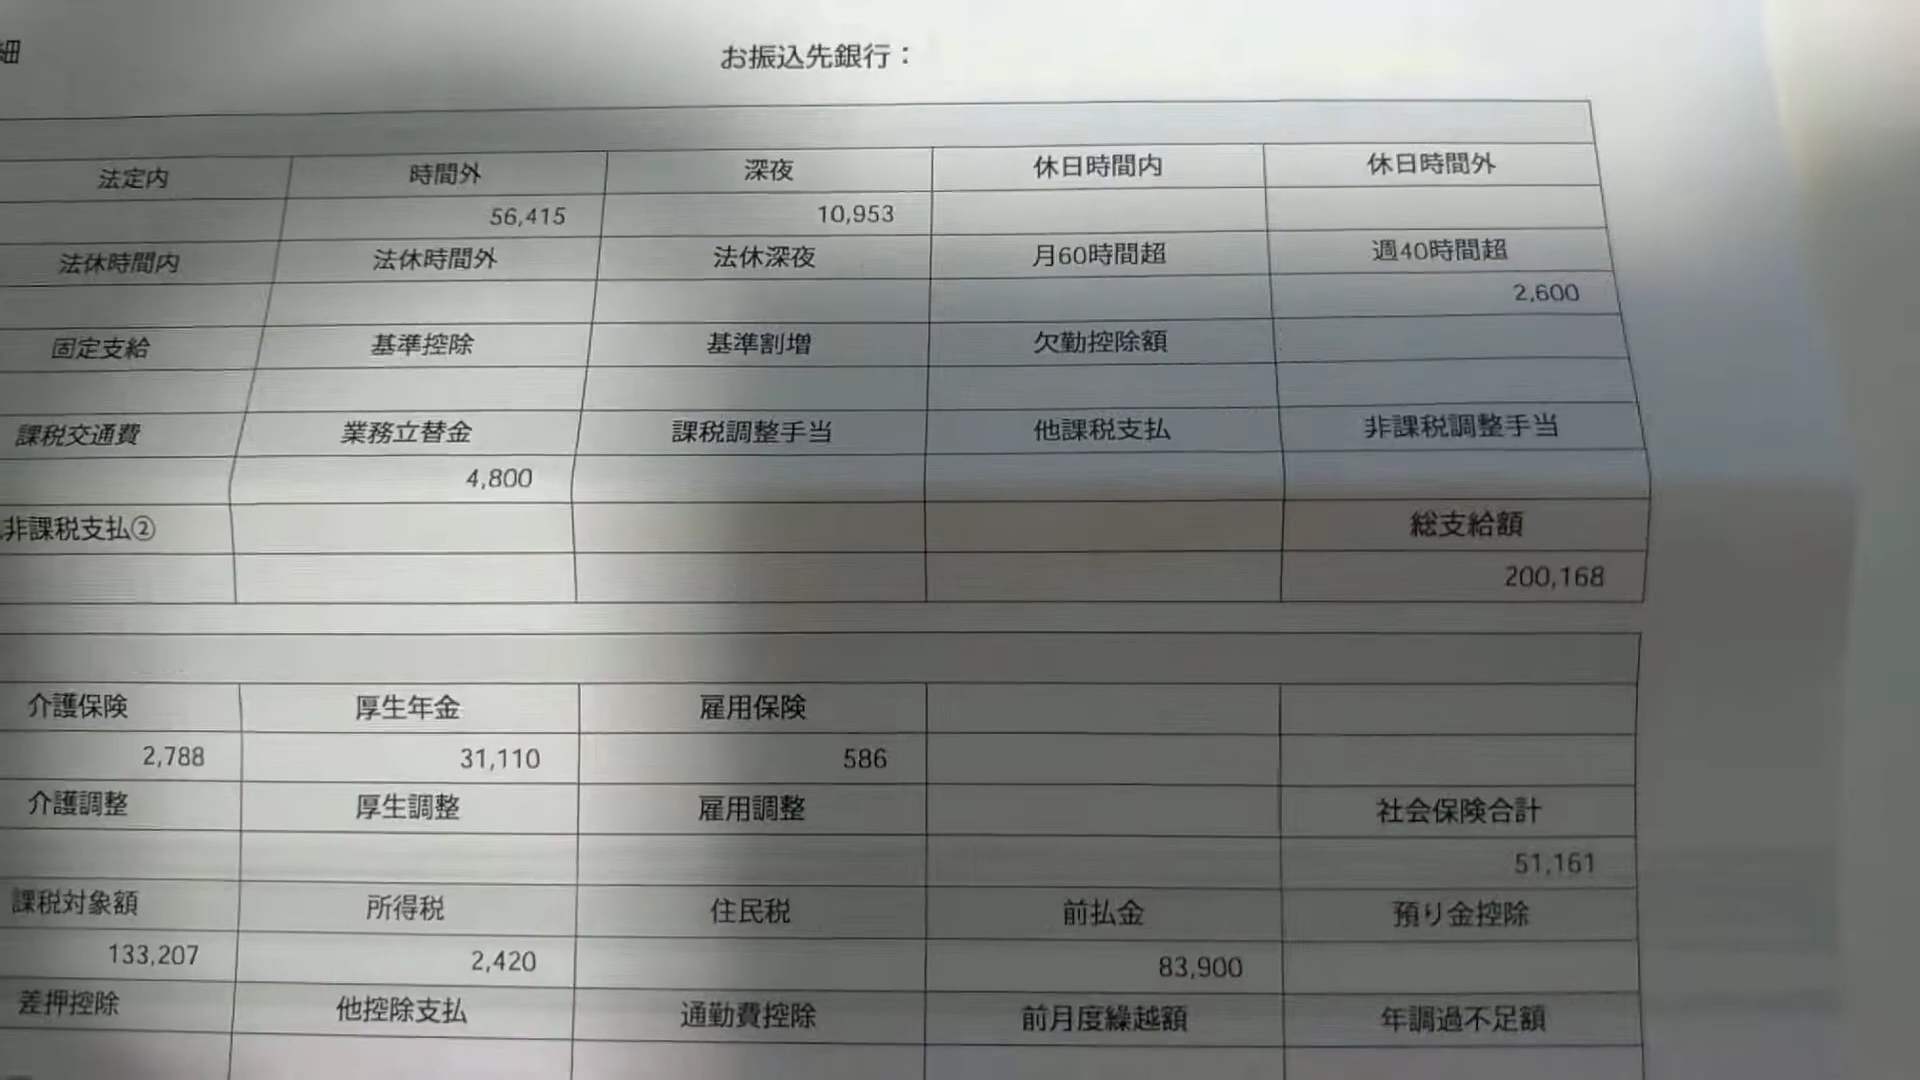 細 お振込先銀行：
法定内 時間外 深夜 休日時間内 休日時間外
56,415 10,953
法休時間内 法休時間外 法休深夜 月60時間超 週40時間超
2,600
固定支給 基準控除 基準割増 欠勤控除額
課税交通費 業務立替金 課税調整手当 他課税支払 非課税調整手当
4,800
非課税支払② 総支給額
200,168
介護保険 厚生年金 雇用保険
2,788 31,110 586
介護調整 厚生調整 雇用調整 社会保険合計
51,161
課税対象額 所得税 住民税 前払金 預り金控除
133,207 2,420 83,900
差押控除 他控除支払 通勤費控除 前月度繰越額 年調過不足額